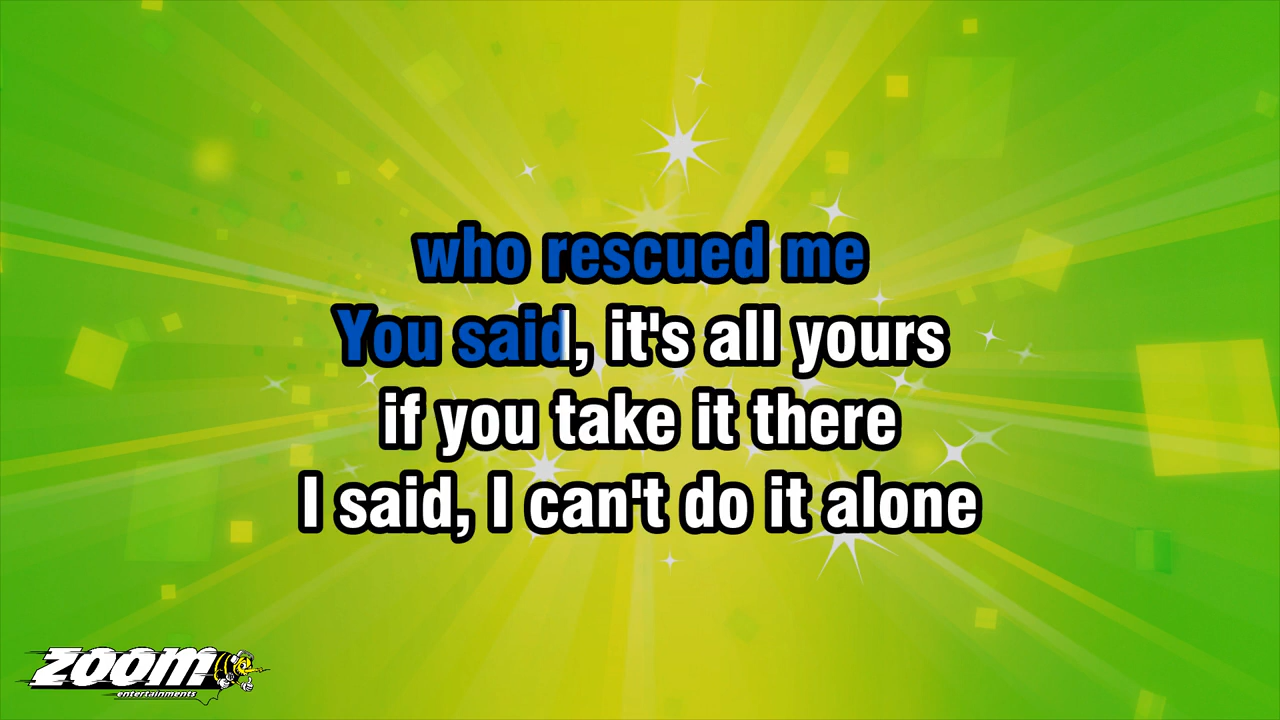 who rescued me
You said, it's all yours
if you take it there
I said, I can't do it alone
zoom
entertainments